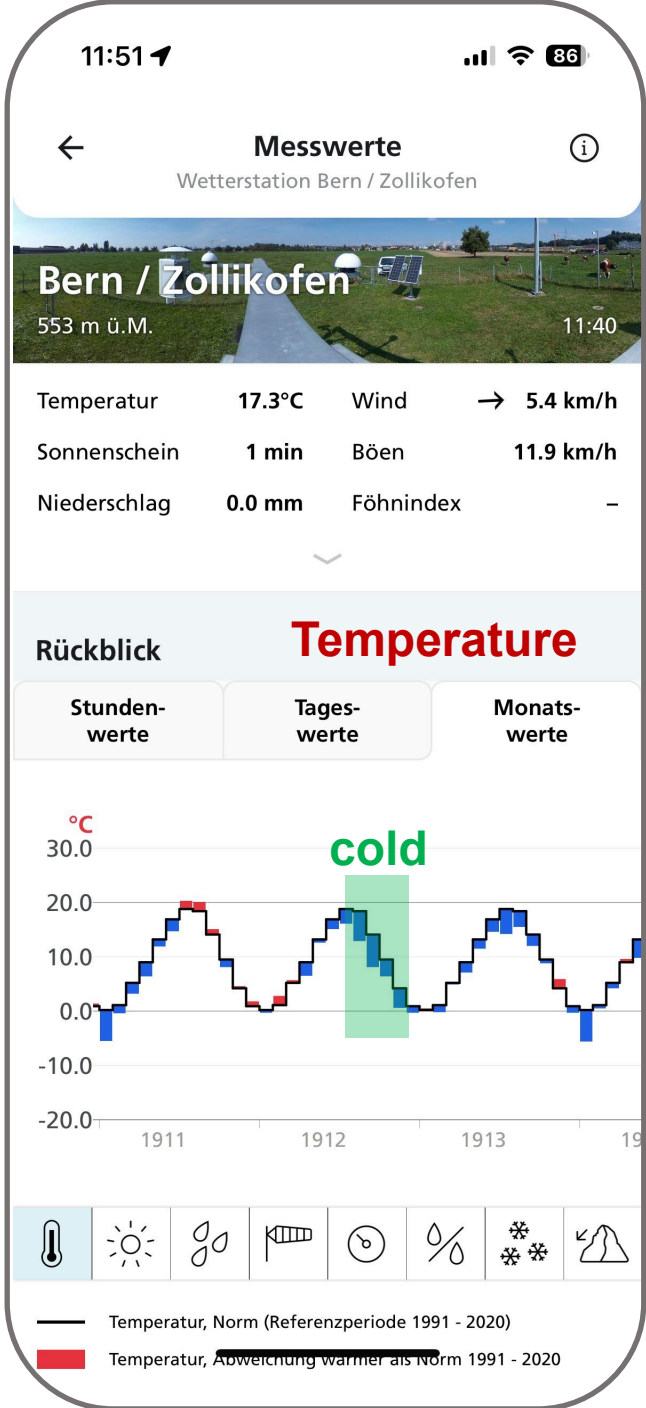 11:51
86
Messwerte
Wetterstation Bern / Zollikofen
Bern / Zollikofen
553 m ü.M.
11:40
Temperatur 17.3°C Wind → 5.4 km/h
Sonnenschein 1 min Böen 11.9 km/h
Niederschlag 0.0 mm Föhnindex –
Rückblick
Temperature
Stunden-
werte
Tages-
werte
Monats-
werte
°C
cold
30.0
20.0
10.0
0.0
-10.0
-20.0
1911 1912 1913 19
Temperatur, Norm (Referenzperiode 1991 - 2020)
Temperatur, Abweichung wärmer als Norm 1991 - 2020